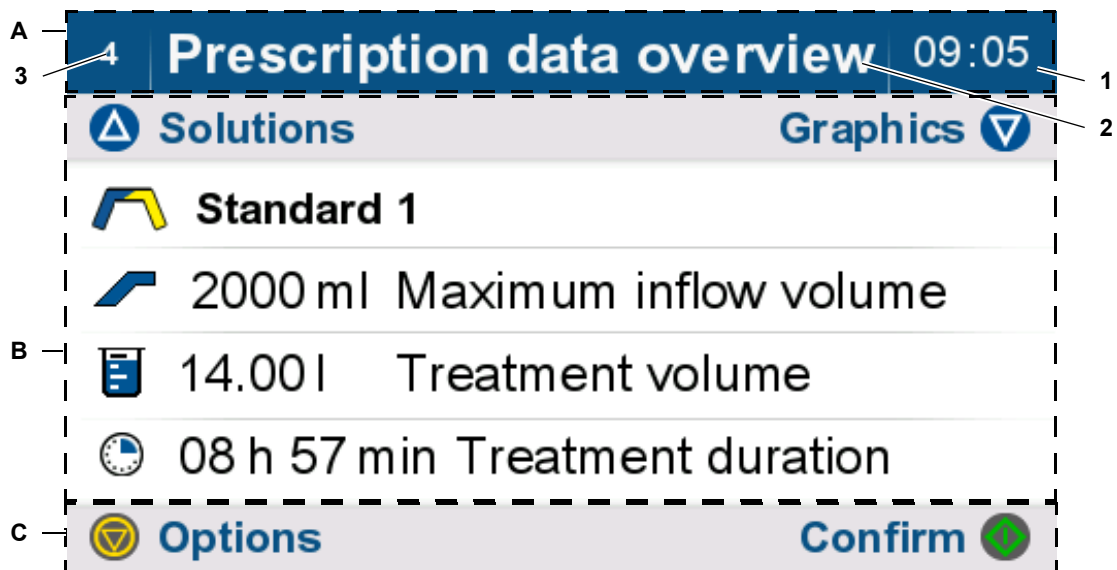 A
4 Prescription data overview 09:05
3
1
2
Solutions Graphics
Standard 1
2000 ml Maximum inflow volume
B
14.00 l Treatment volume
08 h 57 min Treatment duration
C
Options Confirm